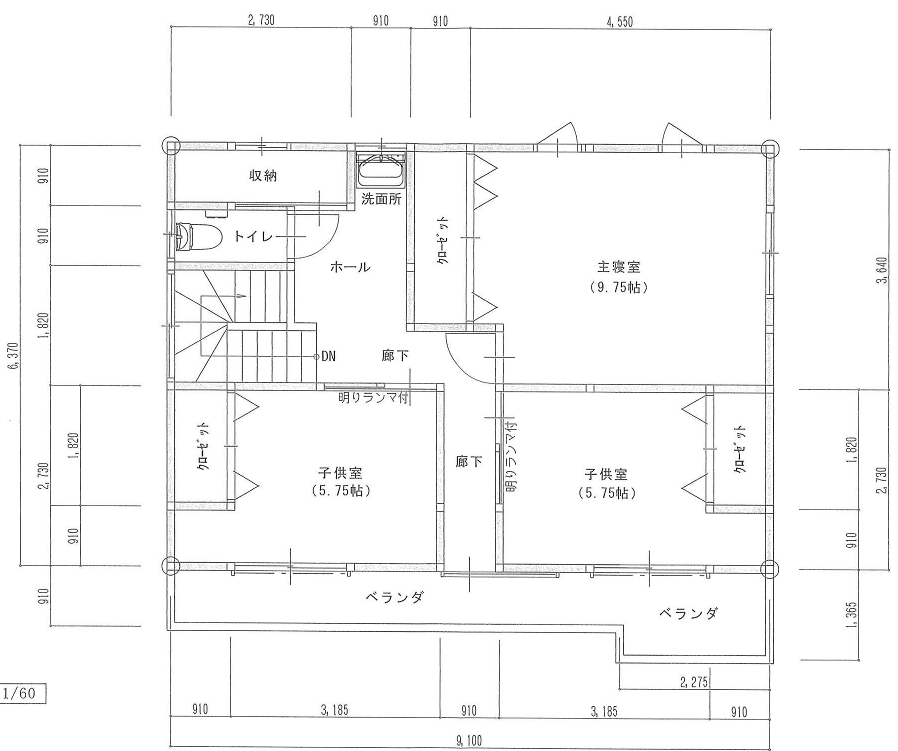 2,730
910
910
4,550
910
910
1,820
6,370
1,820
2,730
910
910
3,640
1,820
2,730
910
1,365
収納
洗面所
トイレ
ホール
クローゼット
主寝室
(9.75帖)
DN
廊下
明りランマ付
クローゼット
子供室
(5.75帖)
廊下
明りランマ付
子供室
(5.75帖)
クローゼット
ベランダ
ベランダ
1/60
2,275
910
3,185
910
3,185
910
9,100